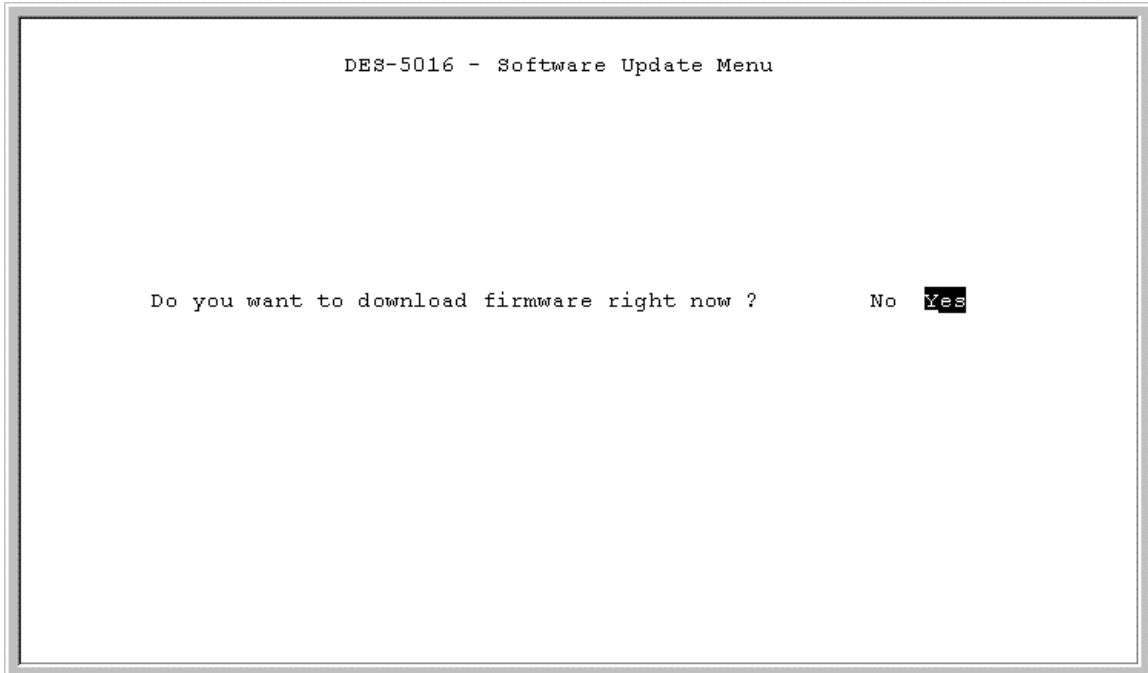 DES-5016 - Software Update Menu
Do you want to download firmware right now ? No Yes